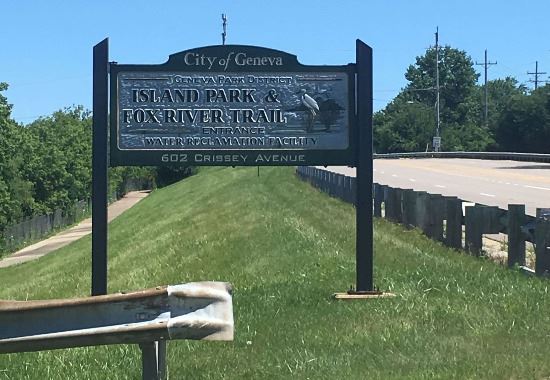 City of Geneva
Geneva Park District
ISLAND PARK &
FOX RIVER TRAIL
ENTRANCE
WATER RECLAMATION FACILITY
602 CRISSEY AVENUE